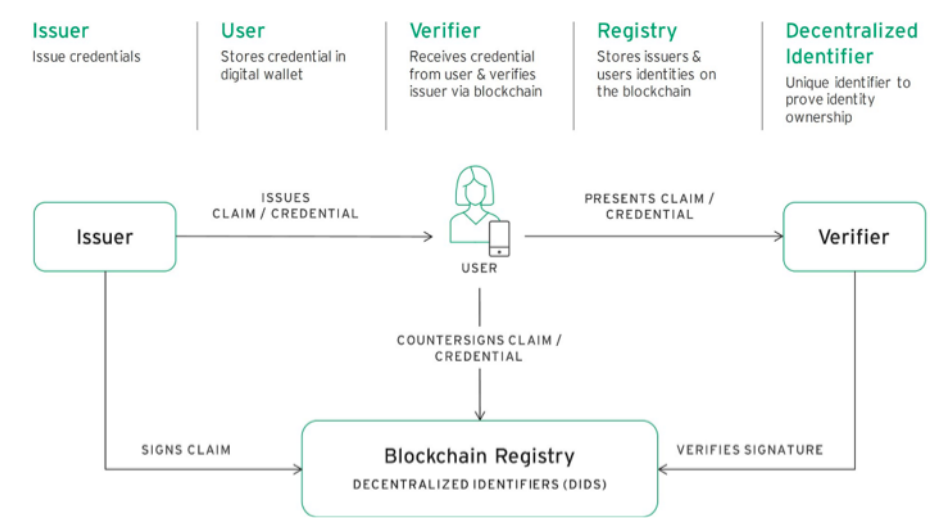 Issuer
Issue credentials
User
Stores credential in
digital wallet
Verifier
Receives credential
from user & verifies
issuer via blockchain
Registry
Stores issuers &
users identities on
the blockchain
Decentralized
Identifier
Unique identifier to
prove identity
ownership
ISSUES
CLAIM / CREDENTIAL
PRESENTS CLAIM /
CREDENTIAL
Issuer
Verifier
USER
COUNTERSIGNS CLAIM /
CREDENTIAL
SIGNS CLAIM
VERIFIES SIGNATURE
Blockchain Registry
DECENTRALIZED IDENTIFIERS (DIDS)